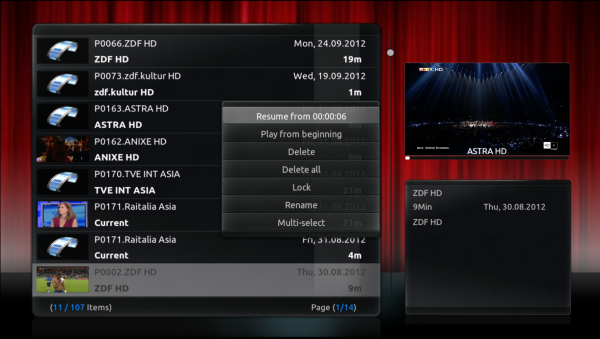 P0066.ZDF HD Mon, 24.09.2012
ZDF HD 19m
P0073.zdf.kultur HD Wed, 19.09.2012
zdf.kultur HD 1m
P0163.ASTRA HD
ASTRA HD
P0162.ANIXE HD
ANIXE HD
P0170.TVE INT ASIA
TVE INT ASIA 21m
P0171.Raitalia Asia
Current 21m
P0171.Raitalia Asia Fri, 31.08.2012
Current 4m
P0002.ZDF HD Thu, 30.08.2012
ZDF HD 9m
(11 / 107 Items) Page (1/14)
Resume from 00:00:06
Play from beginning
Delete
Delete all
Lock
Rename
Multi-select
HD
ASTRA HD
ZDF HD
9Min Thu, 30.08.2012
ZDF HD